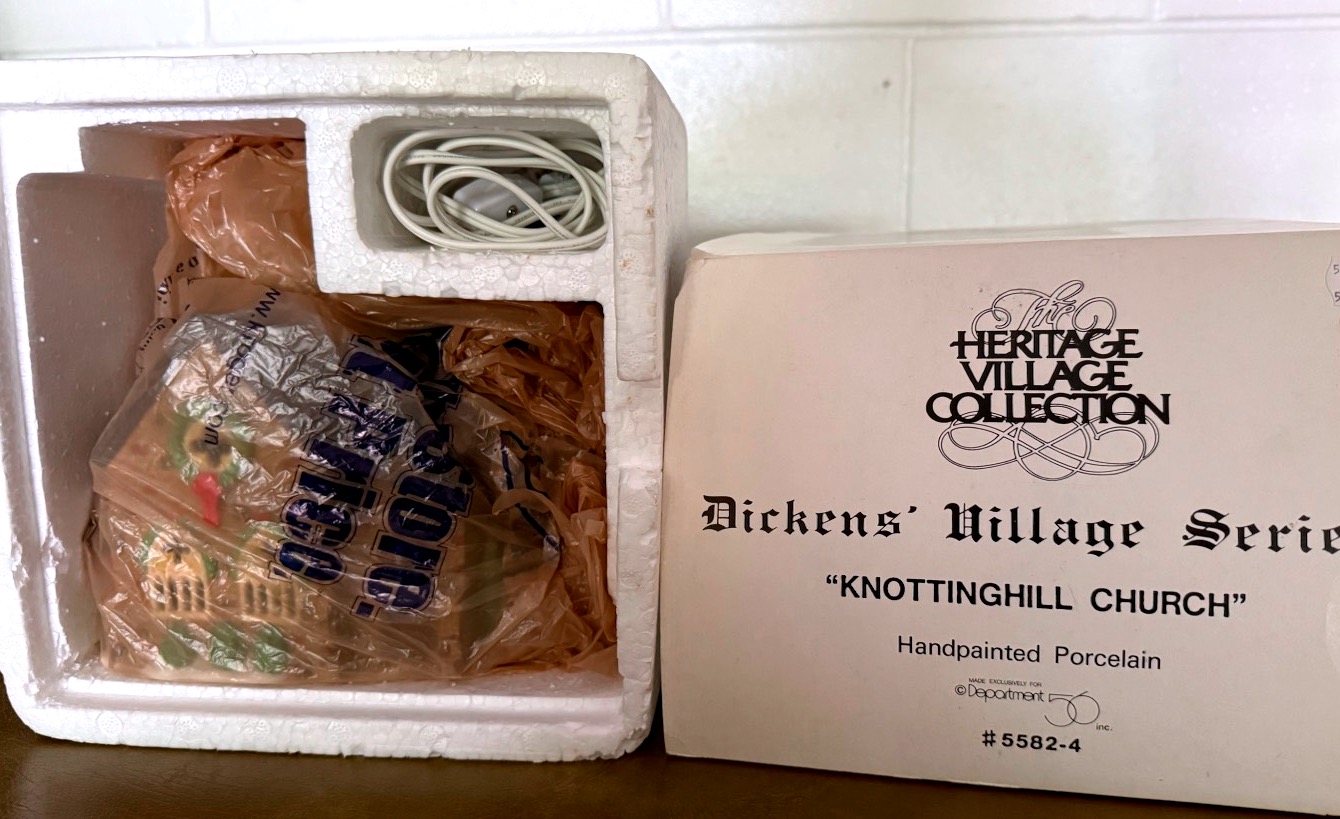 The
HERITAGE
VILLAGE
COLLECTION
Dickens' Village Serie
"KNOTTINGHILL CHURCH"
Handpainted Porcelain
MADE EXCLUSIVELY FOR
©Department 56 inc.
#5582-4
store.